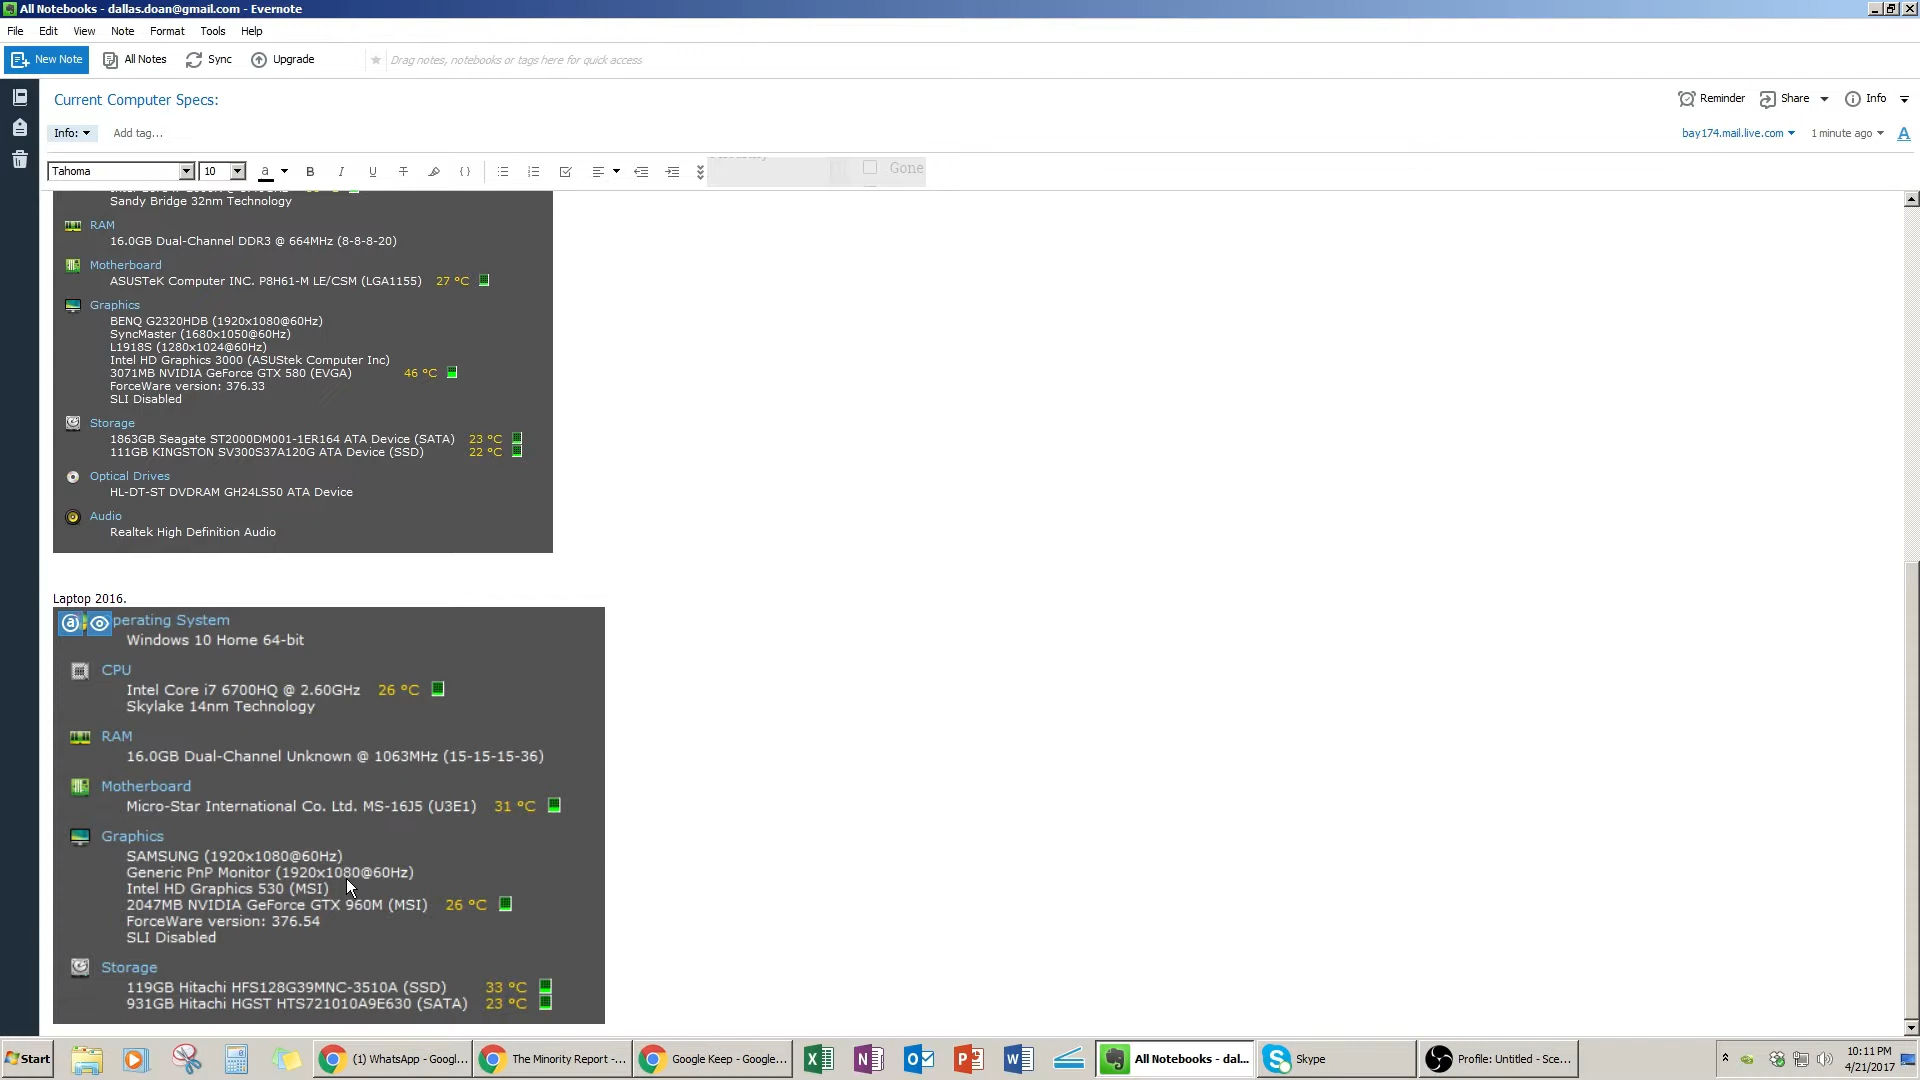 All Notebooks - dallas.doan@gmail.com - Evernote
File Edit View Note Format Tools Help
New Note All Notes Sync Upgrade Drag notes, notebooks or tags here for quick access
Current Computer Specs:
Reminder Share Info
Info: Add tag...
bay174.mail.live.com 1 minute ago A
Tahoma 10 a B I U T {} Gone
Sandy Bridge 32nm Technology
RAM
16.0GB Dual-Channel DDR3 @ 664MHz (8-8-8-20)
Motherboard
ASUSTeK Computer INC. P8H61-M LE/CSM (LGA1155) 27 °C
Graphics
BENQ G2320HDB (1920x1080@60Hz)
SyncMaster (1680x1050@60Hz)
L1918S (1280x1024@60Hz)
Intel HD Graphics 3000 (ASUStek Computer Inc)
3071MB NVIDIA GeForce GTX 580 (EVGA) 46 °C
ForceWare version: 376.33
SLI Disabled
Storage
1863GB Seagate ST2000DM001-1ER164 ATA Device (SATA) 23 °C
111GB KINGSTON SV300S37A120G ATA Device (SSD) 22 °C
Optical Drives
HL-DT-ST DVDRAM GH24LS50 ATA Device
Audio
Realtek High Definition Audio
Laptop 2016.
perating System
Windows 10 Home 64-bit
CPU
Intel Core i7 6700HQ @ 2.60GHz 26 °C
Skylake 14nm Technology
RAM
16.0GB Dual-Channel Unknown @ 1063MHz (15-15-15-36)
Motherboard
Micro-Star International Co. Ltd. MS-16J5 (U3E1) 31 °C
Graphics
SAMSUNG (1920x1080@60Hz)
Generic PnP Monitor (1920x1080@60Hz)
Intel HD Graphics 530 (MSI)
2047MB NVIDIA GeForce GTX 960M (MSI) 26 °C
ForceWare version: 376.54
SLI Disabled
Storage
119GB Hitachi HFS128G39MNC-3510A (SSD) 33 °C
931GB Hitachi HGST HTS721010A9E630 (SATA) 23 °C
Start (1) WhatsApp - Googl... The Minority Report -... Google Keep - Google... All Notebooks - dal... Skype Profile: Untitled - Sce... 10:11 PM
4/21/2017